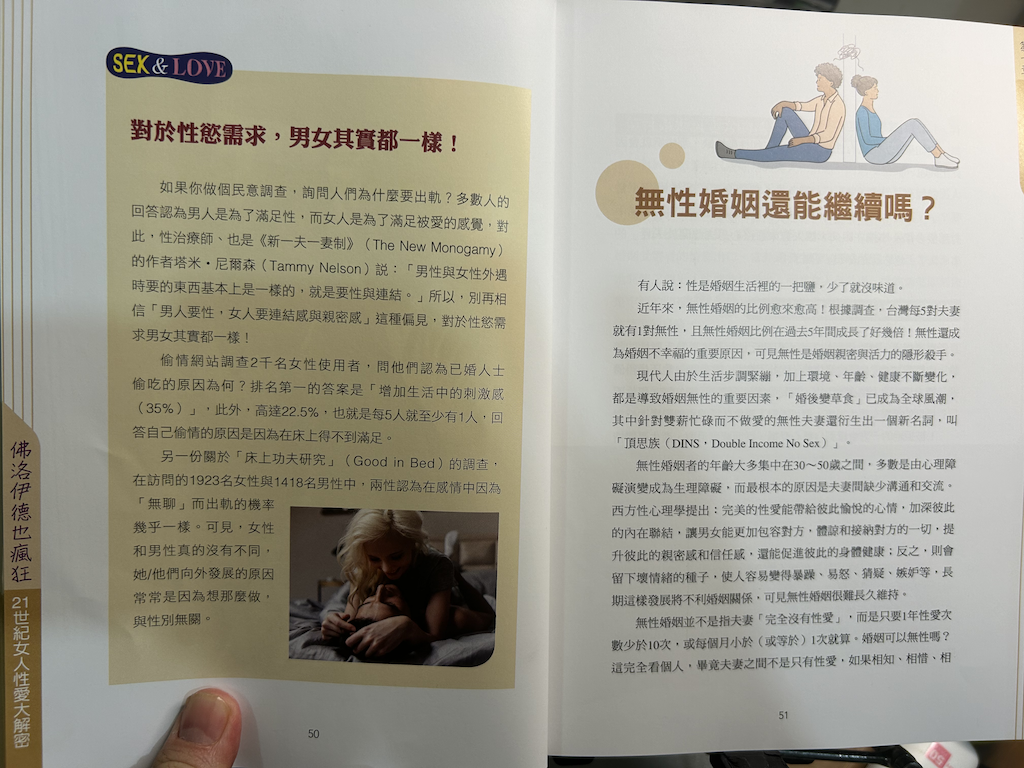 SEX & LOVE
對於性慾需求，男女其實都一樣！
如果你做個民意調查，詢問人們為什麼要出軌？多數人的
回答認為男人是為了滿足性，而女人是為了滿足被愛的感覺，對
此，性治療師、也是《新一夫一妻制》（The New Monogamy）
的作者塔米・尼爾森（Tammy Nelson）說：「男性與女性外遇
時要的東西基本上是一樣的，就是要性與連結。」所以，別再相
信「男人要性，女人要連結感與親密感」這種偏見，對於性慾需
求男女其實都一樣！
偷情網站調查2千名女性使用者，問他們認為已婚人士
偷吃的原因為何？排名第一的答案是「增加生活中的刺激感
（35%）」，此外，高達22.5%，也就是每5人就至少有1人，回
答自己偷情的原因是因為在床上得不到滿足。
另一份關於「床上功夫研究」（Good in Bed）的調查，
在訪問的1923名女性與1418名男性中，兩性認為在感情中因為
「無聊」而出軌的機率
幾乎一樣。可見，女性
和男性真的沒有不同，
她/他們向外發展的原因
常常是因為想那麼做，
與性別無關。
佛洛伊德也瘋狂
21世紀女人性愛大解密
50
無性婚姻還能繼續嗎？
有人說：性是婚姻生活裡的一把鹽，少了就沒味道。
近年來，無性婚姻的比例愈來愈高！根據調查，台灣每5對夫妻
就有1對無性，且無性婚姻比例在過去5年間成長了好幾倍！無性還成
為婚姻不幸福的重要原因，可見無性是婚姻親密與活力的隱形殺手。
現代人由於生活步調緊繃，加上環境、年齡、健康不斷變化，
都是導致婚姻無性的重要因素，「婚後變草食」已成為全球風潮，
其中針對雙薪忙碌而不做愛的無性夫妻還衍生出一個新名詞，叫
「頂思族（DINS，Double Income No Sex）」。
無性婚姻者的年齡大多集中在30～50歲之間，多數是由心理障
礙演變成為生理障礙，而最根本的原因是夫妻間缺少溝通和交流。
西方性心理學提出：完美的性愛能帶給彼此愉悅的心情，加深彼此
的內在聯結，讓男女能更加包容對方，體諒和接納對方的一切，提
升彼此的親密感和信任感，還能促進彼此的身體健康；反之，則會
留下壞情緒的種子，使人容易變得暴躁、易怒、猜疑、嫉妒等，長
期這樣發展將不利婚姻關係，可見無性婚姻很難長久維持。
無性婚姻並不是指夫妻「完全沒有性愛」，而是只要1年性愛次
數少於10次，或每個月小於（或等於）1次就算。婚姻可以無性嗎？
這完全看個人，畢竟夫妻之間不是只有性愛，如果相知、相惜、相
51